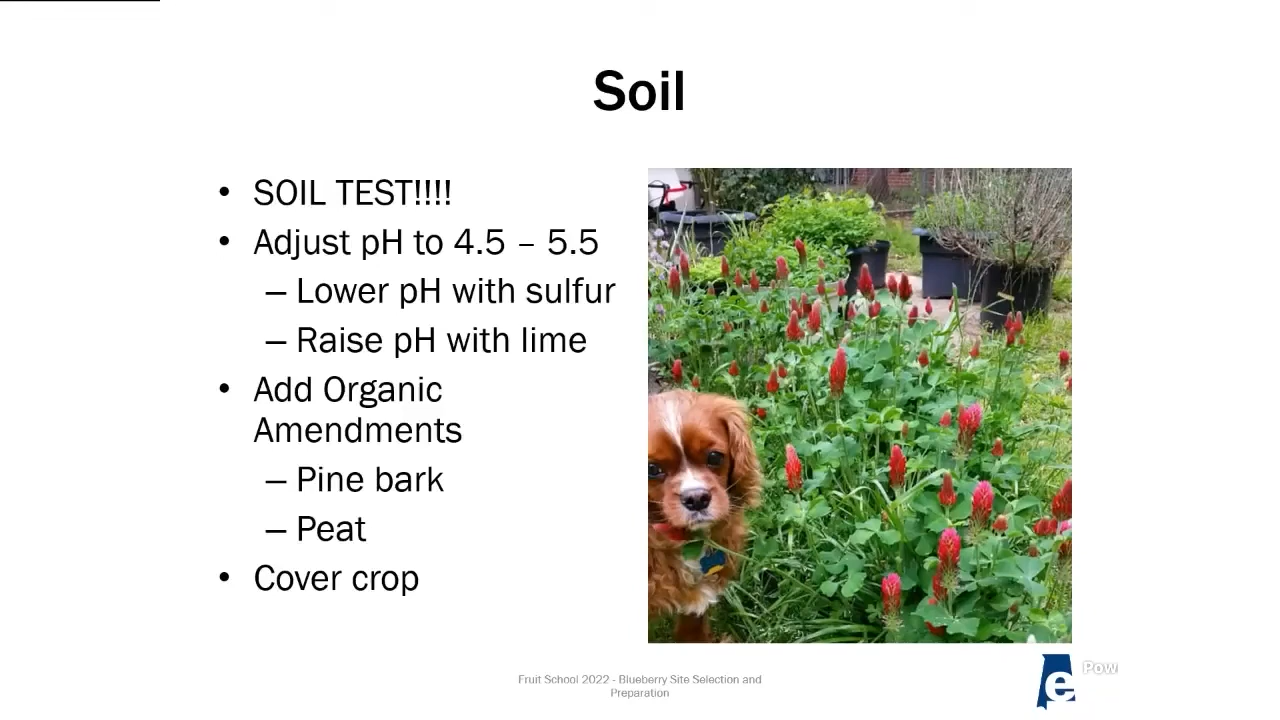 Soil
• SOIL TEST!!!!
• Adjust pH to 4.5 – 5.5
– Lower pH with sulfur
– Raise pH with lime
• Add Organic
Amendments
– Pine bark
– Peat
• Cover crop
Fruit School 2022 - Blueberry Site Selection and
Preparation
e
Pow